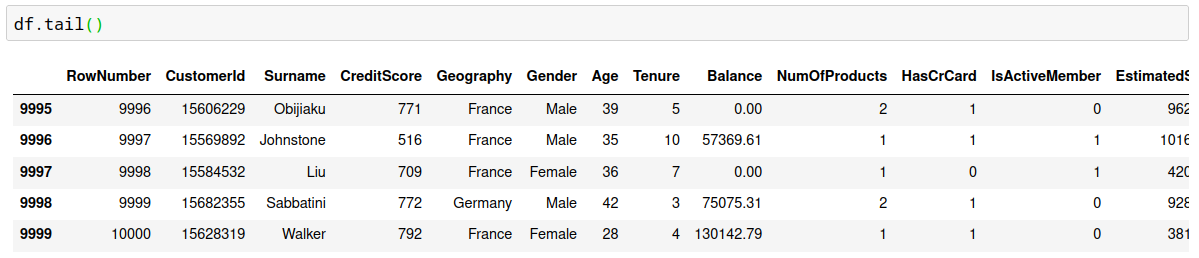 df.tail()
RowNumber CustomerId Surname CreditScore Geography Gender Age Tenure Balance NumOfProducts HasCrCard IsActiveMember
9995 9996 15606229 Obijiaku 771 France Male 39 5 0.00 2 1 0
9996 9997 15569892 Johnstone 516 France Male 35 10 57369.61 1 1 1
9997 9998 15584532 Liu 709 France Female 36 7 0.00 1 0 1
9998 9999 15682355 Sabbatini 772 Germany Male 42 3 75075.31 2 1 0
9999 10000 15628319 Walker 792 France Female 28 4 130142.79 1 1 0